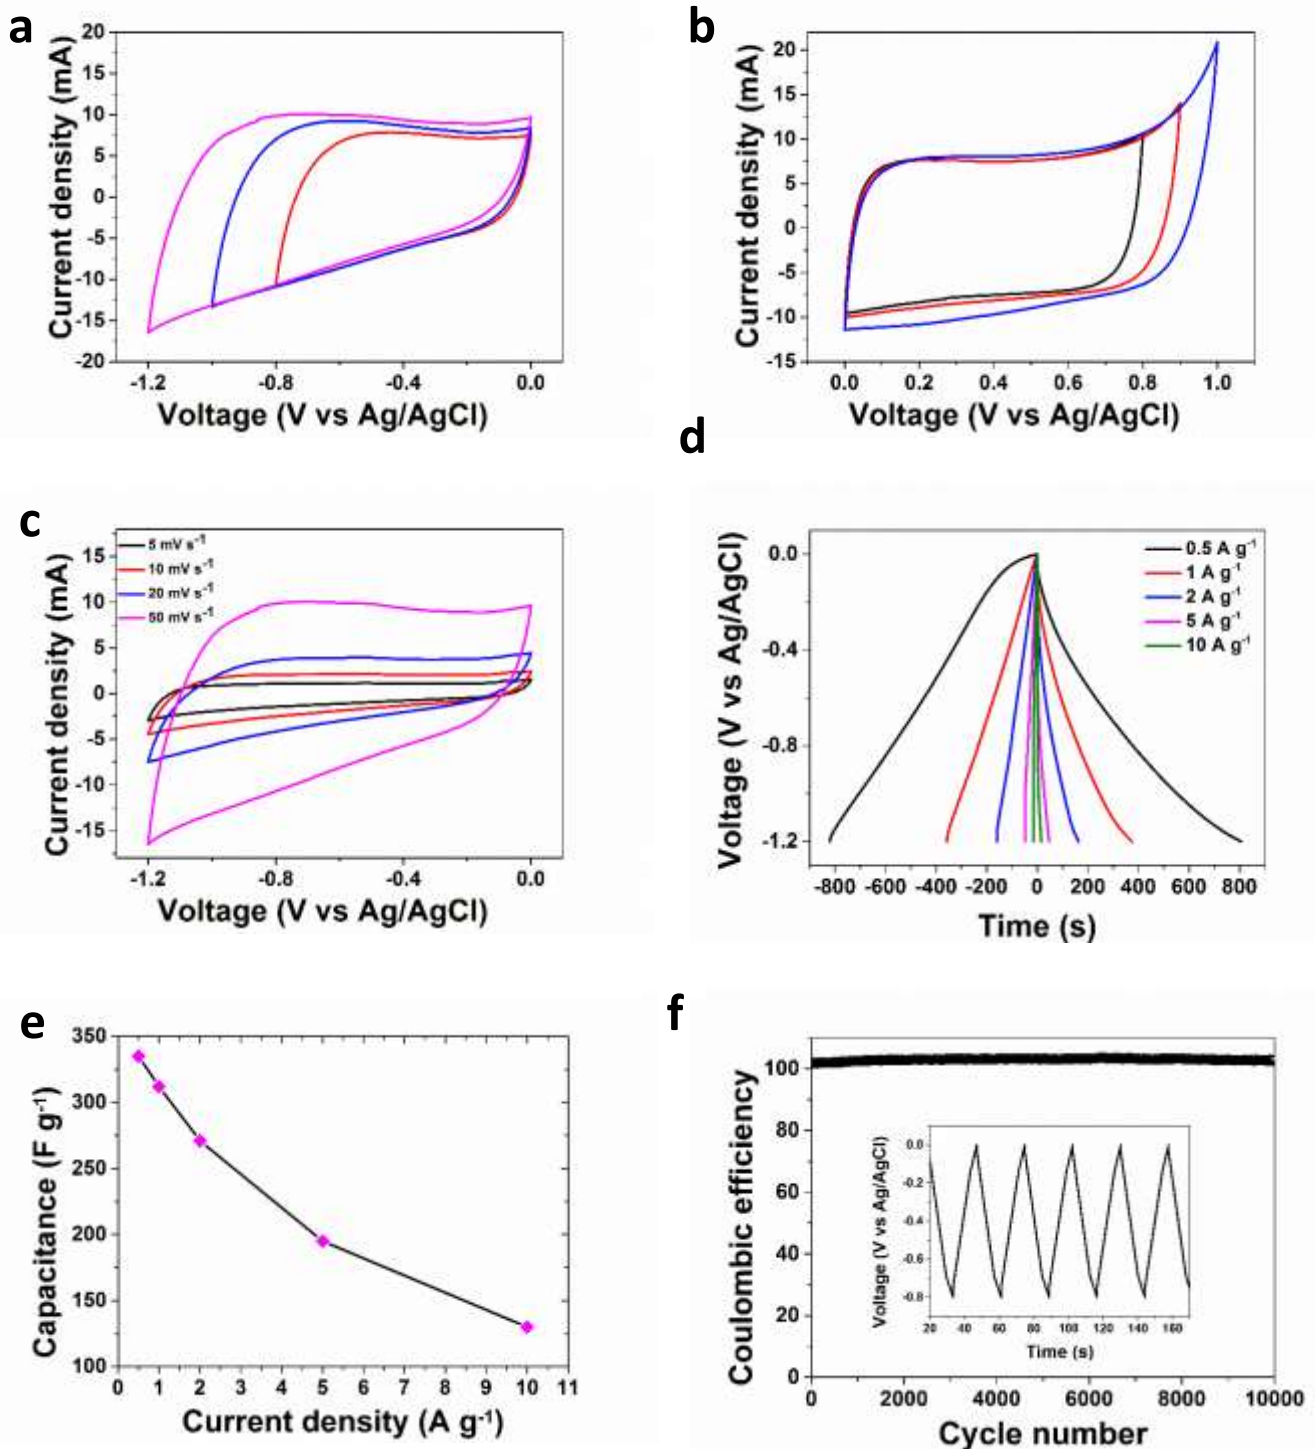 a
20
15
10
5
0
-5
-10
-15
-20
Current density (mA)
-1.2 -0.8 -0.4 0.0
Voltage (V vs Ag/AgCl)
b
20
15
10
5
0
-5
-10
-15
Current density (mA)
0.0 0.2 0.4 0.6 0.8 1.0
Voltage (V vs Ag/AgCl)
c
5 mV s⁻¹
10 mV s⁻¹
20 mV s⁻¹
50 mV s⁻¹
15
10
5
0
-5
-10
-15
Current density (mA)
-1.2 -0.8 -0.4 0.0
Voltage (V vs Ag/AgCl)
d
0.5 A g⁻¹
1 A g⁻¹
2 A g⁻¹
5 A g⁻¹
10 A g⁻¹
0.0
-0.4
-0.8
-1.2
Voltage (V vs Ag/AgCl)
-800 -600 -400 -200 0 200 400 600 800
Time (s)
e
350
300
250
200
150
100
Capacitance (F g⁻¹)
0 1 2 3 4 5 6 7 8 9 10 11
Current density (A g⁻¹)
f
100
80
60
40
20
0
Coulombic efficiency
0.0
-0.2
-0.4
-0.6
-0.8
Voltage (V vs Ag/AgCl)
20 40 60 80 100 120 140 160
Time (s)
0 2000 4000 6000 8000 10000
Cycle number